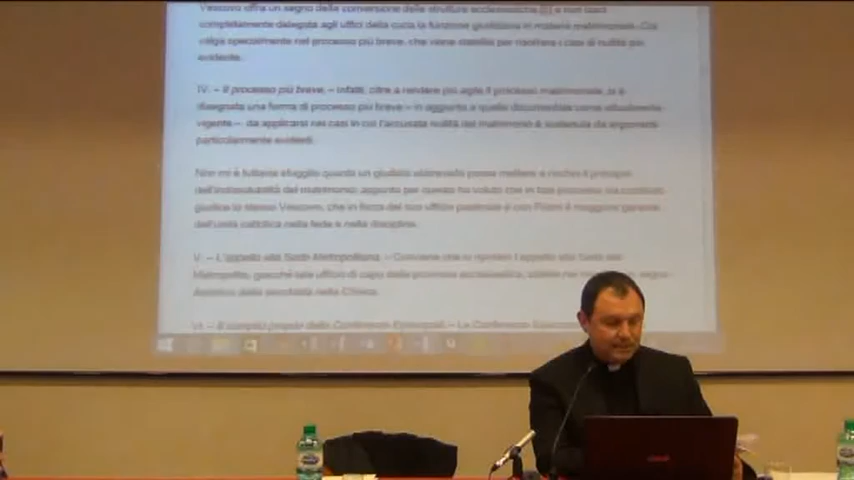 Vescovo offra un segno della conversione delle strutture ecclesiastiche [8] e non lasci
completamente delegata agli uffici della curia la funzione giudiziaria in materia matrimoniale. Ciò
valga specialmente nel processo più breve, che viene stabilito per risolvere i casi di nullità più
evidente.
IV. – Il processo più breve. – Infatti, oltre a rendere più agile il processo matrimoniale, si è
disegnata una forma di processo più breve – in aggiunta a quello documentale come attualmente
vigente –, da applicarsi nei casi in cui l'accusata nullità del matrimonio è sostenuta da argomenti
particolarmente evidenti.
Non mi è tuttavia sfuggito quanto un giudizio abbreviato possa mettere a rischio il principio
dell'indissolubilità del matrimonio; appunto per questo ho voluto che in tale processo sia costituito
giudice lo stesso Vescovo, che in forza del suo ufficio pastorale è con Pietro il maggiore garante
dell'unità cattolica nella fede e nella disciplina.
V. – L'appello alla Sede Metropolitana. – Conviene che si ripristini l'appello alla Sede del
Metropolita, giacché tale ufficio di capo della provincia ecclesiastica, stabile nei
distintivo della sinodalità nella Chiesa.
VI. – Il compito proprio delle Conferenze Episcopali. – Le Conferenze